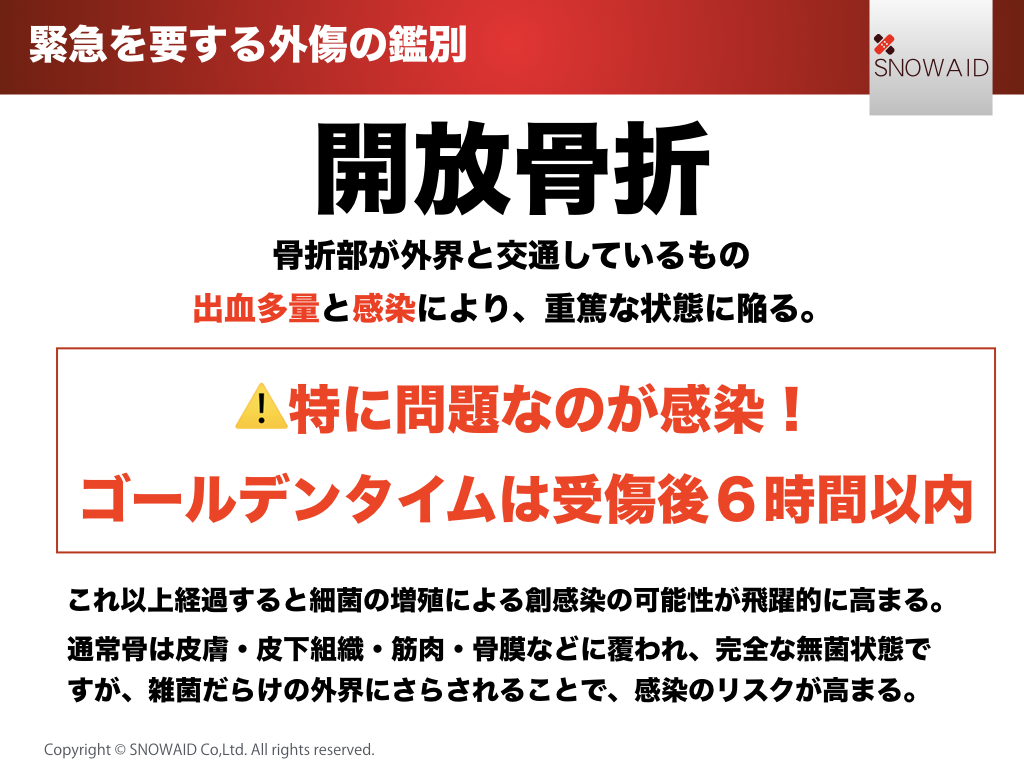 緊急を要する外傷の鑑別
SNOWAID
開放骨折
骨折部が外界と交通しているもの
出血多量と感染により、重篤な状態に陥る。
⚠️特に問題なのが感染！
ゴールデンタイムは受傷後６時間以内
これ以上経過すると細菌の増殖による創感染の可能性が飛躍的に高まる。
通常骨は皮膚・皮下組織・筋肉・骨膜などに覆われ、完全な無菌状態で
すが、雑菌だらけの外界にさらされることで、感染のリスクが高まる。
Copyright © SNOWAID Co,Ltd. All rights reserved.